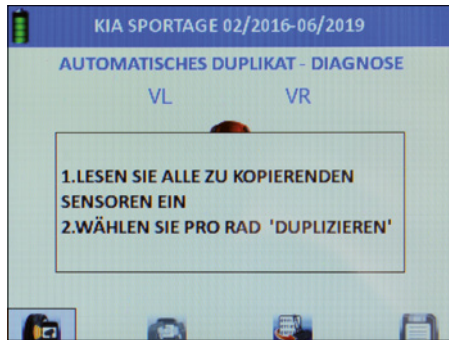 KIA SPORTAGE 02/2016-06/2019
AUTOMATISCHES DUPLIKAT - DIAGNOSE
VL VR
1.LESEN SIE ALLE ZU KOPIERENDEN
SENSOREN EIN
2.WÄHLEN SIE PRO RAD 'DUPLIZIEREN'